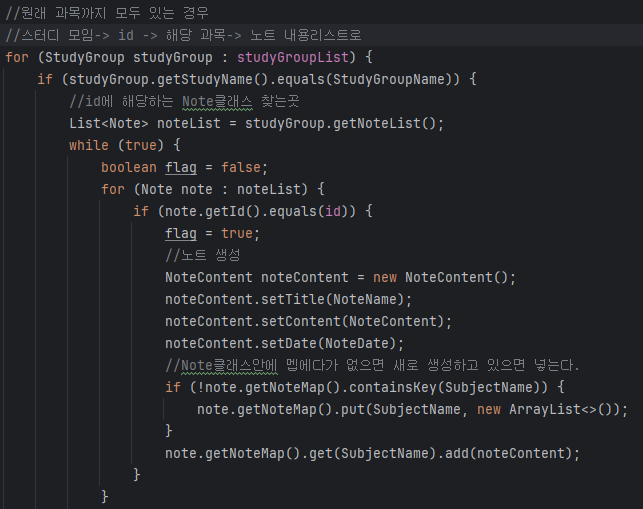 //원래 과목까지 모두 있는 경우
//스터디 모임-> id -> 해당 과목-> 노트 내용리스트로
for (StudyGroup studyGroup : studyGroupList) {
if (studyGroup.getStudyName().equals(StudyGroupName)) {
//id에 해당하는 Note클래스 찾는곳
List<Note> noteList = studyGroup.getNoteList();
while (true) {
boolean flag = false;
for (Note note : noteList) {
if (note.getId().equals(id)) {
flag = true;
//노트 생성
NoteContent noteContent = new NoteContent();
noteContent.setTitle(NoteName);
noteContent.setContent(NoteContent);
noteContent.setDate(NoteDate);
//Note클래스안에 멥에다가 없으면 새로 생성하고 있으면 넣는다.
if (!note.getNoteMap().containsKey(SubjectName)) {
note.getNoteMap().put(SubjectName, new ArrayList<>());
}
note.getNoteMap().get(SubjectName).add(noteContent);
}
}